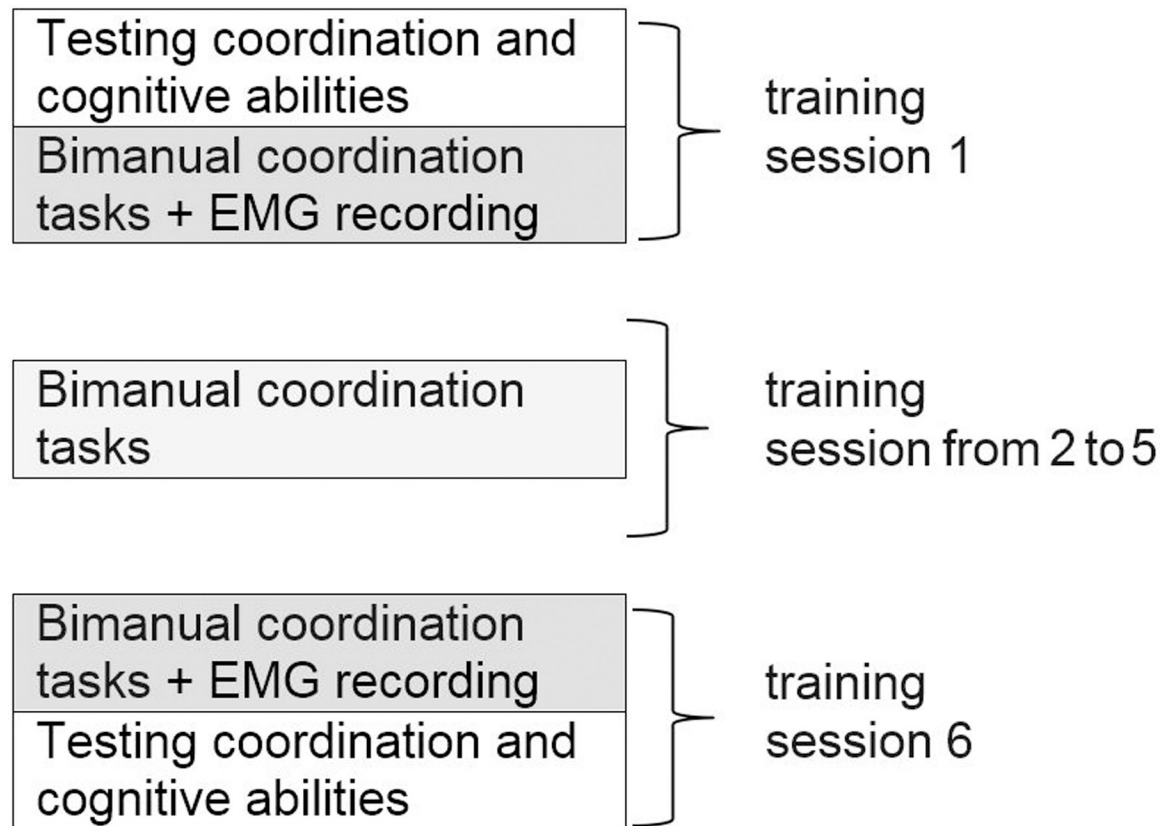 Testing coordination and
cognitive abilities
Bimanual coordination
tasks + EMG recording
training
session 1
Bimanual coordination
tasks
training
session from 2 to 5
Bimanual coordination
tasks + EMG recording
Testing coordination and
cognitive abilities
training
session 6